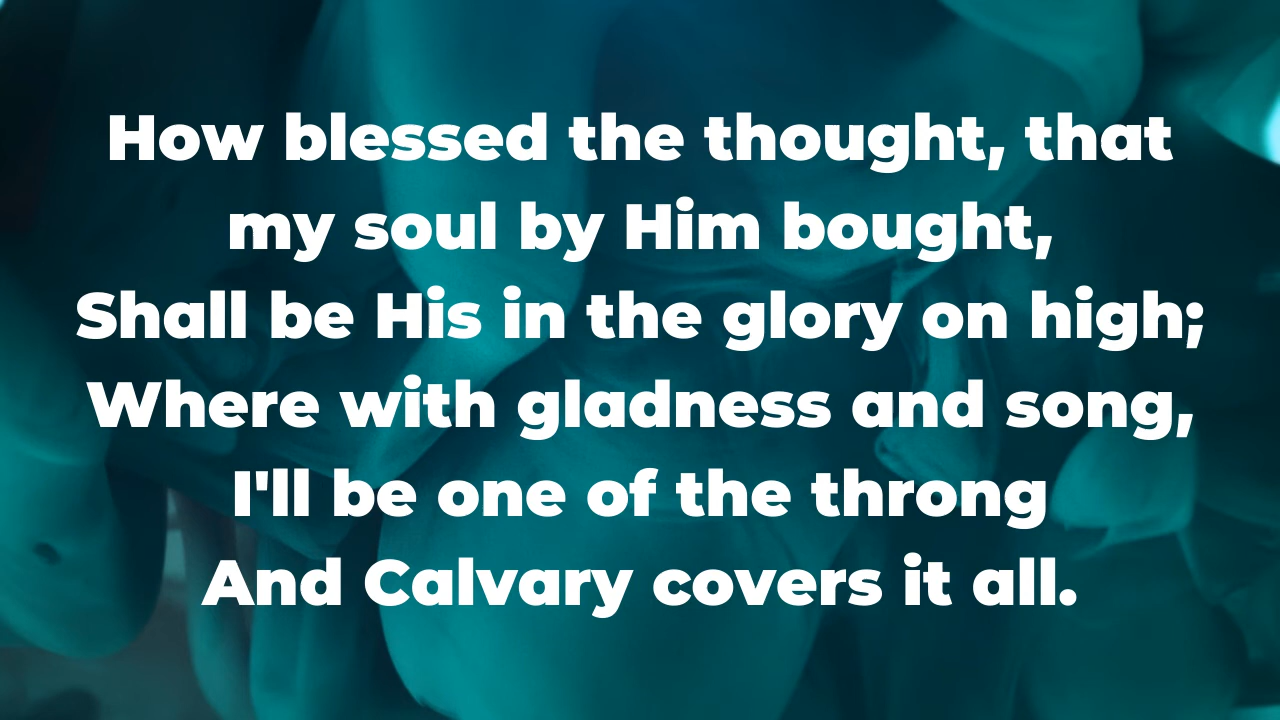 How blessed the thought, that
my soul by Him bought,
Shall be His in the glory on high;
Where with gladness and song,
I'll be one of the throng
And Calvary covers it all.